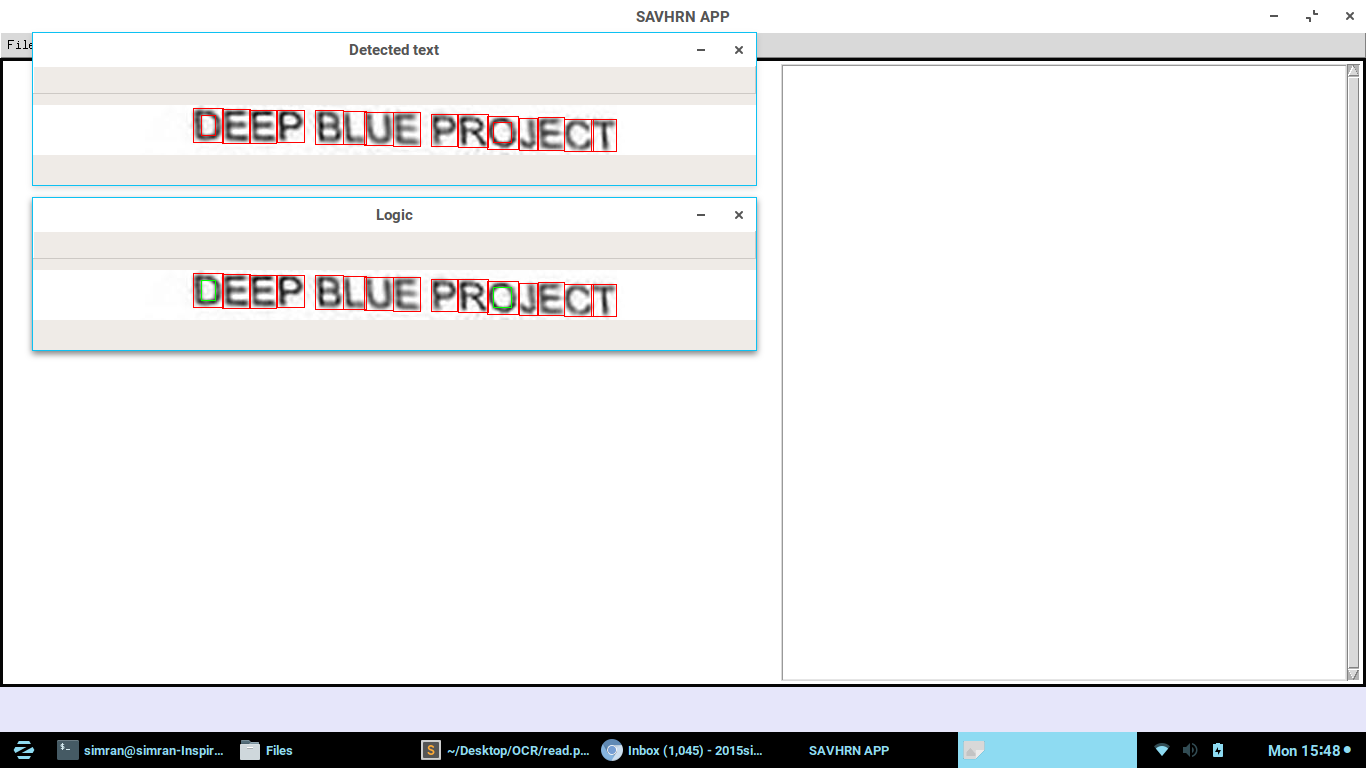 SAVHRN APP
File
Detected text
DEEP BLUE PROJECT
Logic
DEEP BLUE PROJECT
simran@simran-Inspir...
Files
~/Desktop/OCR/read.p...
Inbox (1,045) - 2015si...
SAVHRN APP
Mon 15:48